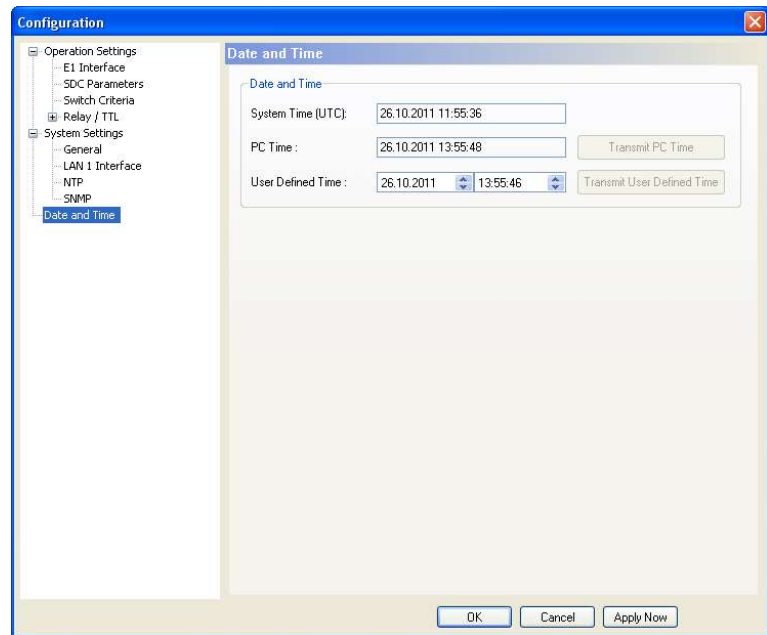 Configuration
Operation Settings
E1 Interface
SDC Parameters
Switch Criteria
Relay / TTL
System Settings
General
LAN 1 Interface
NTP
SNMP
Date and Time
Date and Time
Date and Time
System Time (UTC):
26.10.2011 11:55:36
PC Time :
26.10.2011 13:55:48
Transmit PC Time
User Defined Time :
26.10.2011
13:55:46
Transmit User Defined Time
OK
Cancel
Apply Now